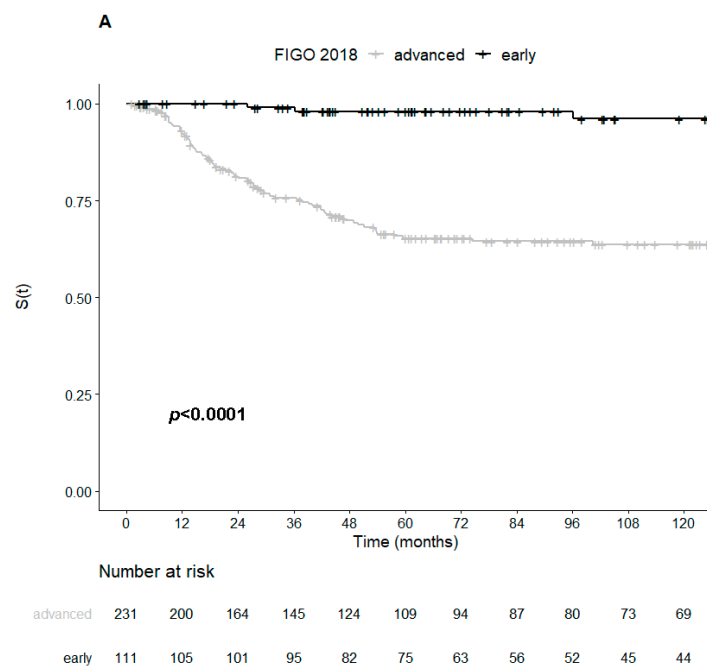 A
FIGO 2018 advanced early
1.00
0.75
0.50
0.25
0.00
S(t)
p<0.0001
0 12 24 36 48 60 72 84 96 108 120
Time (months)
Number at risk
advanced 231 200 164 145 124 109 94 87 80 73 69
early 111 105 101 95 82 75 63 56 52 45 44